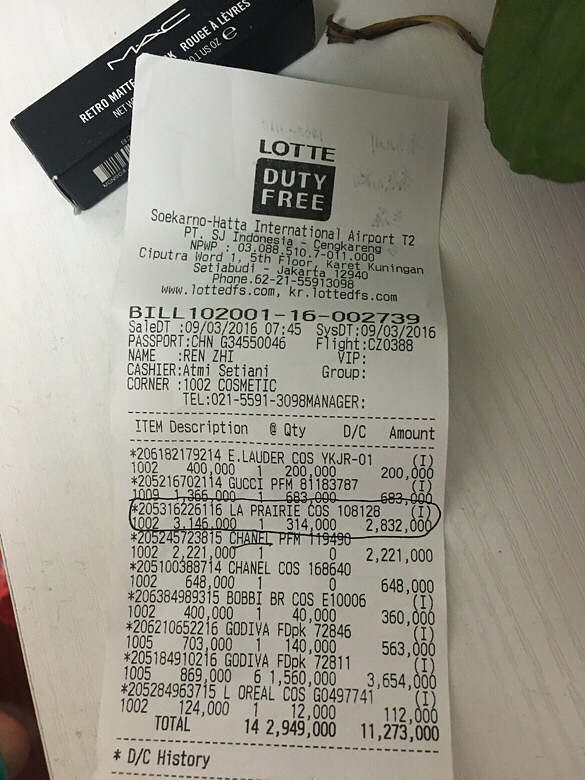 MAC
RETRO MATTE
ROUGE À LÈVRES
NET
0.1 US OZ ℮
LOTTE
DUTY
FREE
Soekarno-Hatta International Airport T2
PT. SJ Indonesia - Cengkareng
NPWP : 03.088.510.7-011.000
Ciputra Word 1, 5th Floor, Karet Kuningan
Setiabudi - Jakarta 12940
Phone.62-21-55913098
www.lottedfs.com, kr.lottedfs.com
BILL102001-16-002739
SaleDT :09/03/2016 07:45 SysDT:09/03/2016
PASSPORT:CHN G34550046 Flight:CZ0388
NAME :REN ZHI VIP:
CASHIER:Atmi Setiani Group:
CORNER :1002 COSMETIC
TEL:021-5591-3098MANAGER:
ITEM Description @ Qty D/C Amount
*206182179214 E.LAUDER COS YKJR-01 (I)
1002 400,000 1 200,000 200,000
*205216702114 GUCCI PFM 81183787 (I)
1009 1,366,000 1 683,000 683,000
*205316226116 LA PRAIRIE COS 108128 (I)
1002 3,146,000 1 314,000 2,832,000
*205245723815 CHANEL PFM 119490
1002 2,221,000 1 0 2,221,000
*205100388714 CHANEL COS 168640 (I)
1002 648,000 1 0 648,000
*206384989315 BOBBI BR COS E10006 (I)
1002 400,000 1 40,000 360,000
*206210652216 GODIVA FDpk 72846 (I)
1005 703,000 1 140,000 563,000
*205184910216 GODIVA FDpk 72811 (I)
1005 869,000 6 1,560,000 3,654,000
*205284963715 L OREAL COS G0497741 (I)
1002 124,000 1 12,000 112,000
TOTAL 14 2,949,000 11,273,000
* D/C History